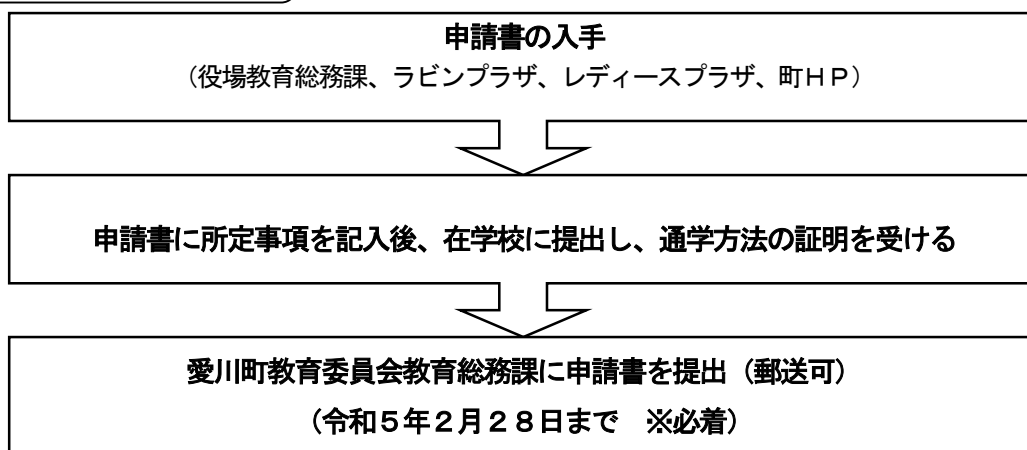 申請書の入手
（役場教育総務課、ラビンプラザ、レディースプラザ、町ＨＰ）
申請書に所定事項を記入後、在学校に提出し、通学方法の証明を受ける
愛川町教育委員会教育総務課に申請書を提出（郵送可）
（令和５年２月２８日まで　※必着）